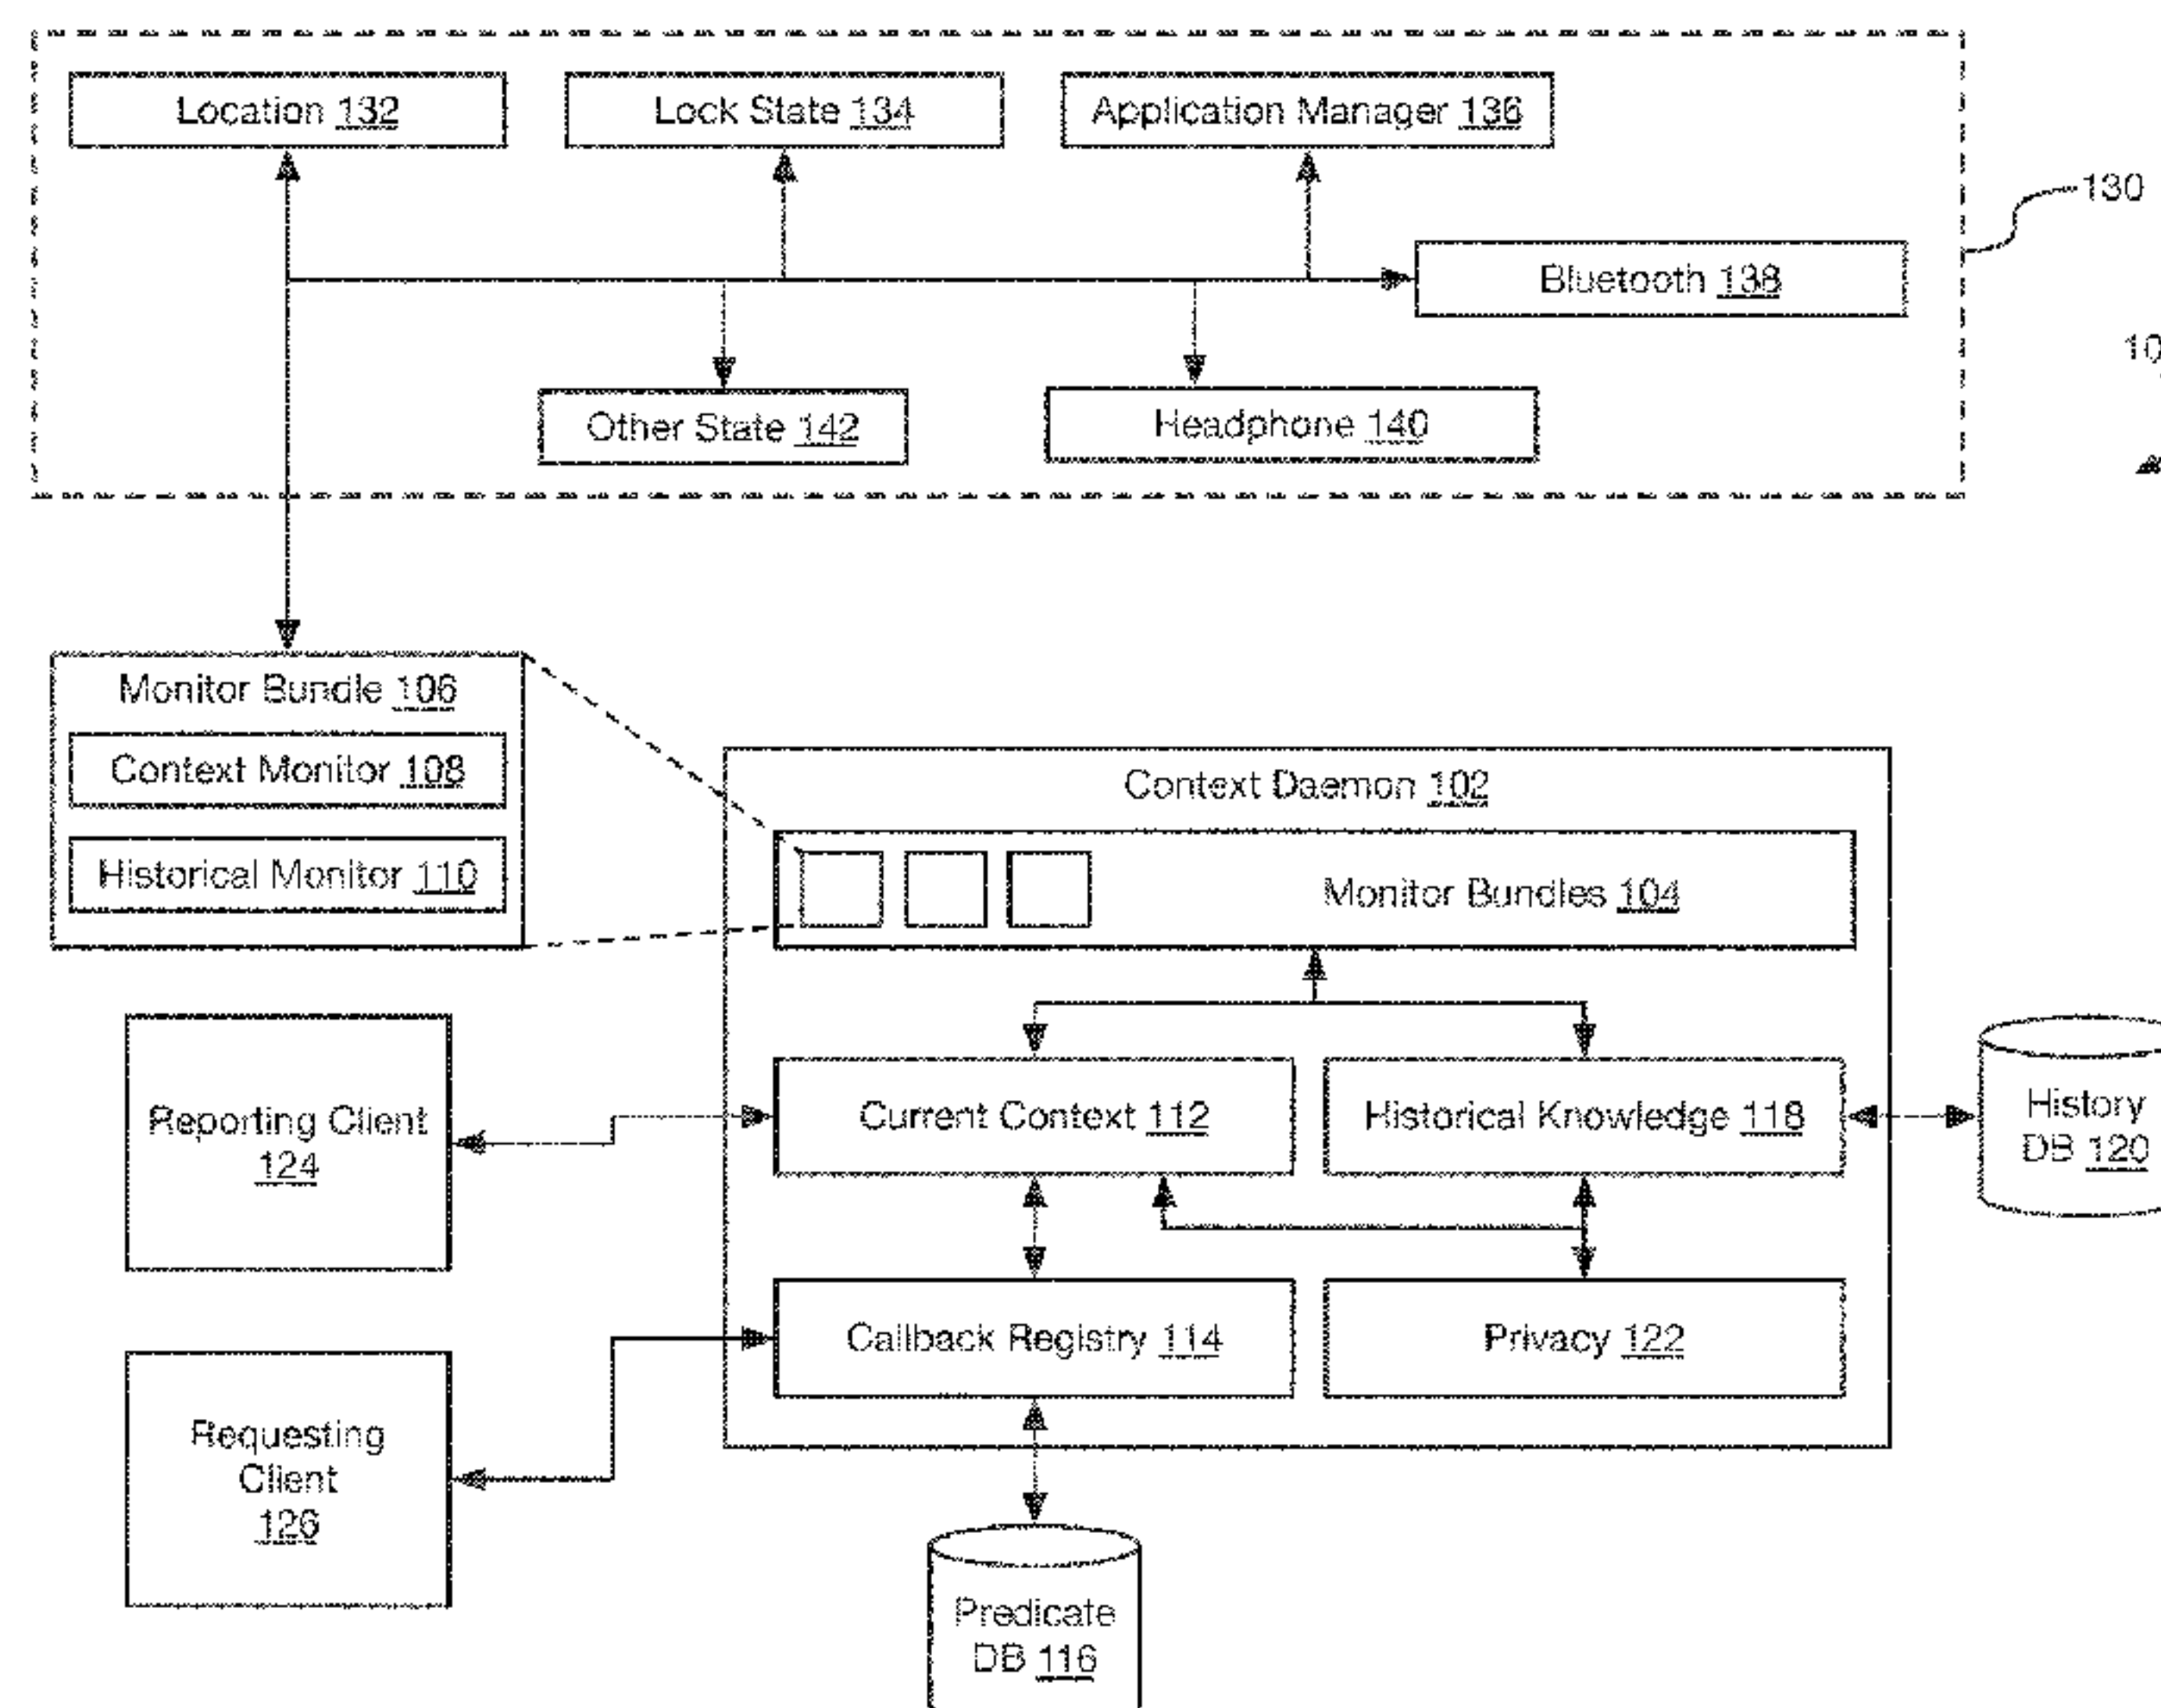 Location 132
Lock State 134
Application Manager 136
130
Bluetooth 138
10
Other State 142
Headphone 140
Monitor Bundle 106
Context Monitor 108
Historical Monitor 110
Context Daemon 102
Monitor Bundles 104
Reporting Client
124
Current Context 112
Historical Knowledge 118
History
DB 120
Callback Registry 114
Privacy 122
Requesting
Client
126
Predicate
DB 116